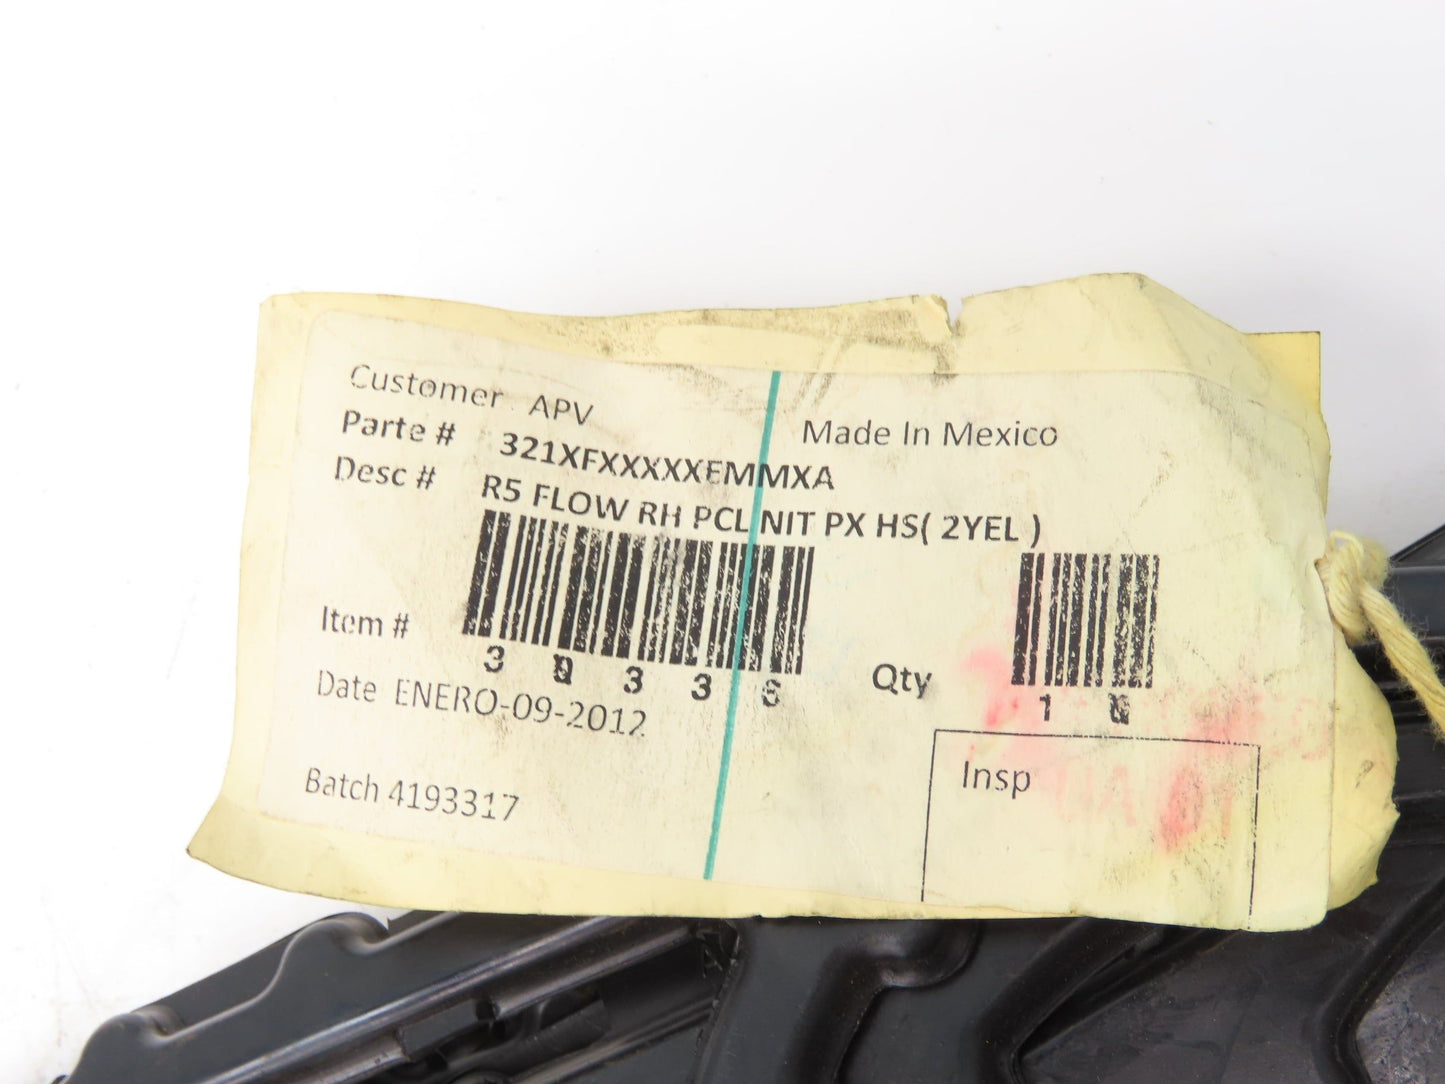 Customer APV
Made In Mexico
Parte # 321XFXXXXXEMMXA
Desc # R5 FLOW RH PCL NIT PX HS( 2YEL )
Item #
Qty
Date ENERO-09-2012
Insp
Batch 4193317